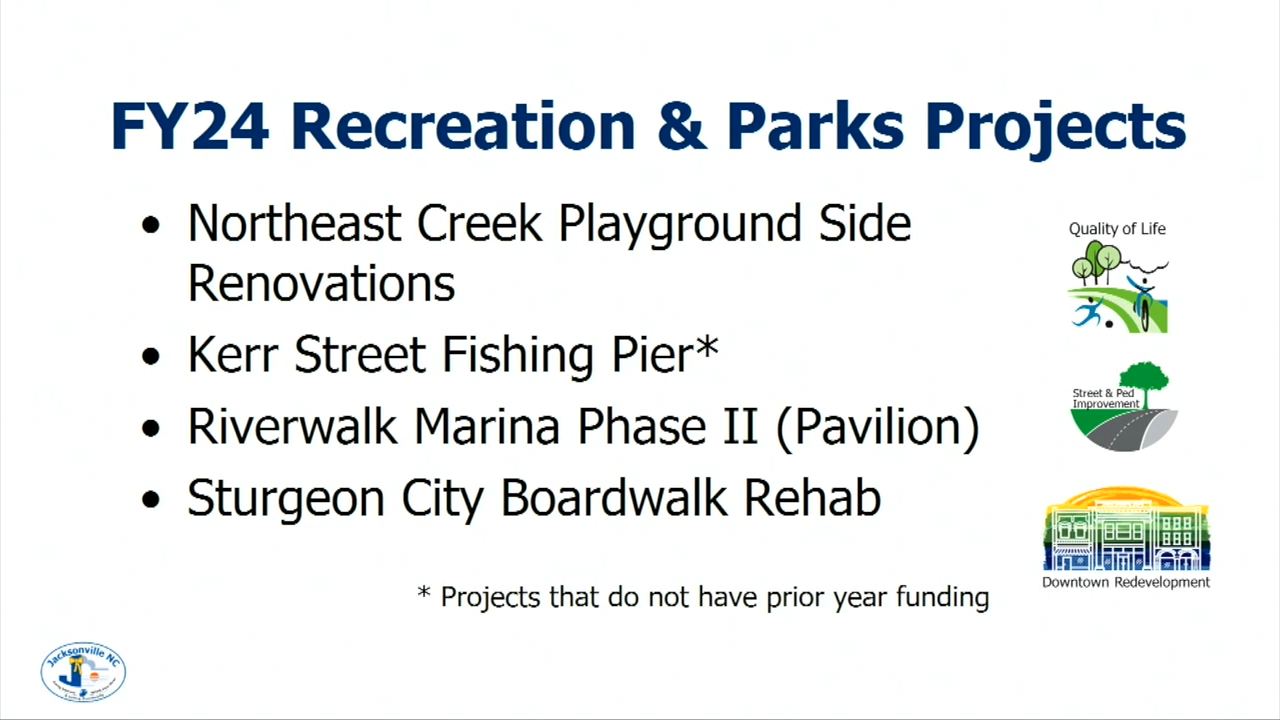 FY24 Recreation & Parks Projects
• Northeast Creek Playground Side
Renovations
• Kerr Street Fishing Pier*
• Riverwalk Marina Phase II (Pavilion)
• Sturgeon City Boardwalk Rehab
* Projects that do not have prior year funding
Quality of Life
Street & Ped
Improvement
Downtown Redevelopment
Jacksonville NC